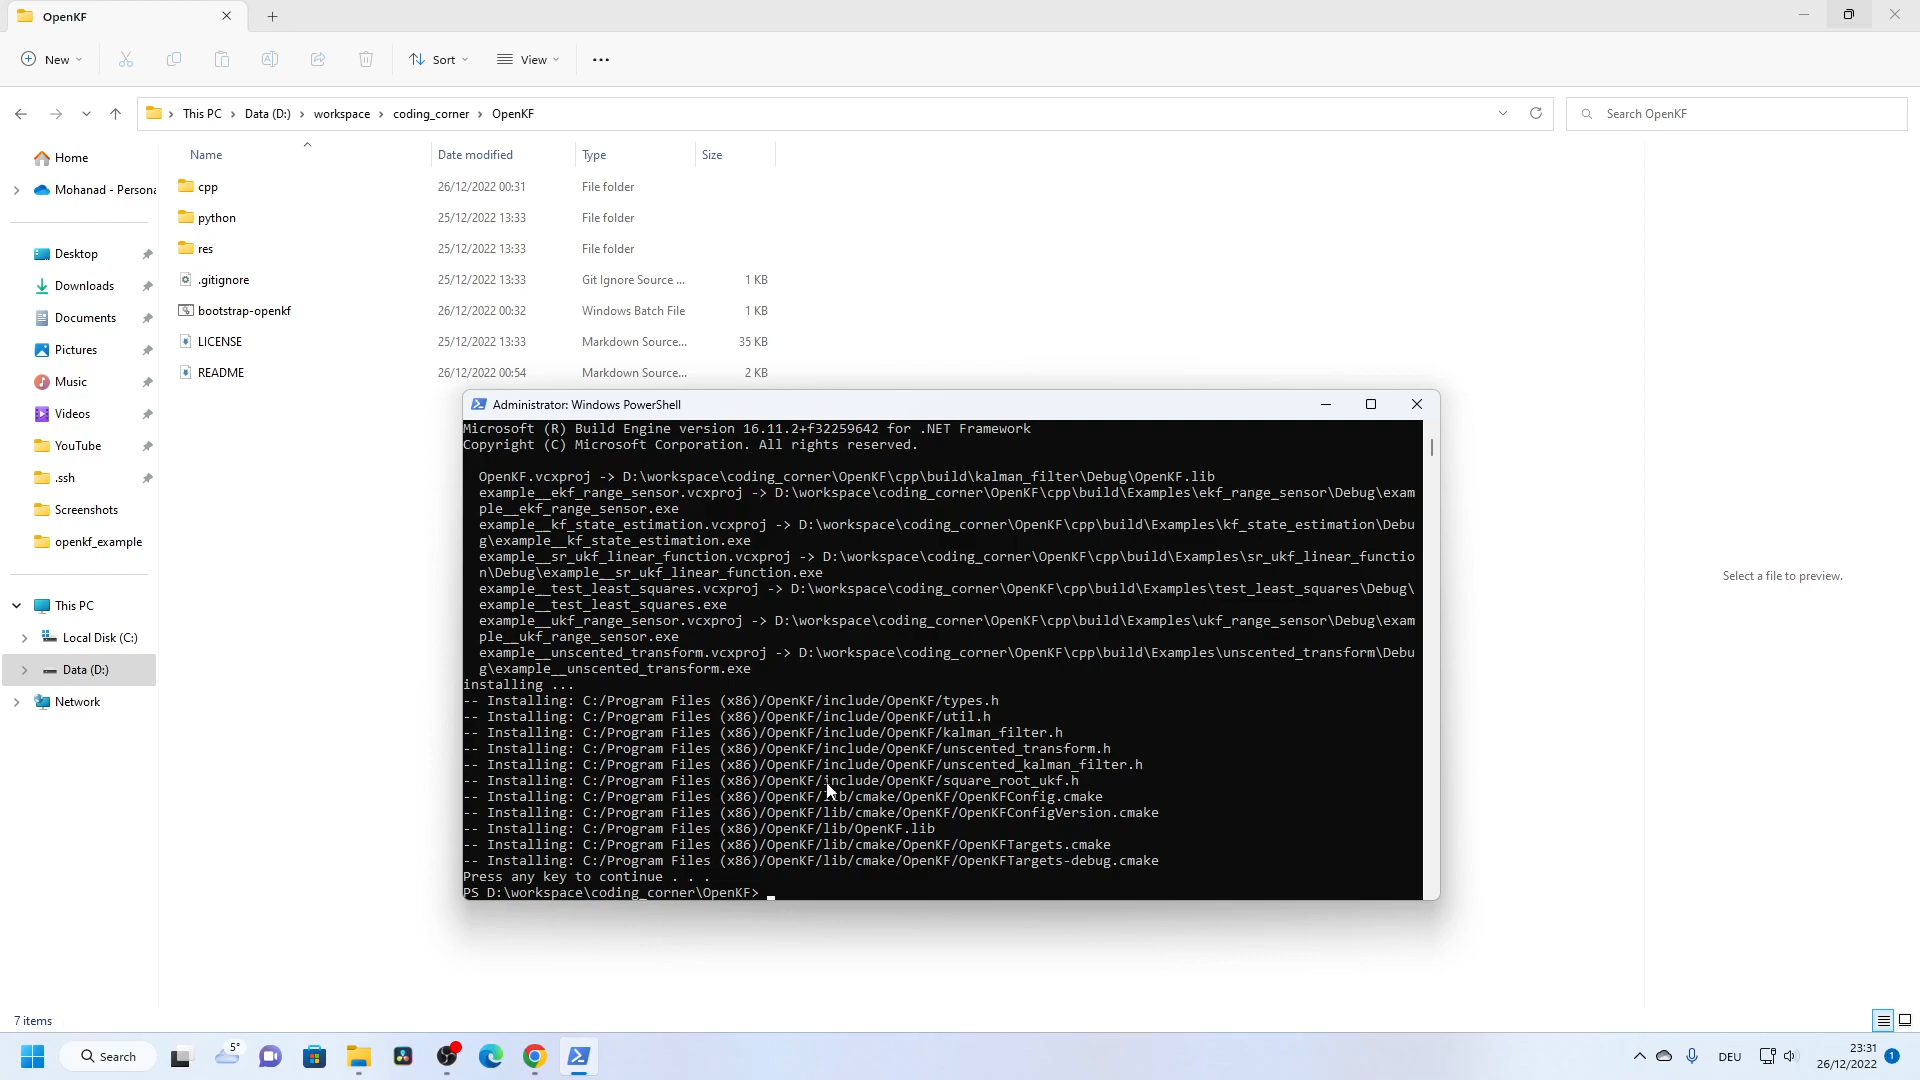 OpenKF
New
Sort
View
This PC
Data (D:)
workspace
coding_corner
OpenKF
Search OpenKF
Home
Mohanad - Persona
Desktop
Downloads
Documents
Pictures
Music
Videos
YouTube
.ssh
Screenshots
openkf_example
This PC
Local Disk (C:)
Data (D:)
Network
Name Date modified Type Size
cpp 26/12/2022 00:31 File folder
python 25/12/2022 13:33 File folder
res 25/12/2022 13:33 File folder
.gitignore 25/12/2022 13:33 Git Ignore Source ... 1 KB
bootstrap-openkf 26/12/2022 00:32 Windows Batch File 1 KB
LICENSE 25/12/2022 13:33 Markdown Source... 35 KB
README 26/12/2022 00:54 Markdown Source... 2 KB
Administrator: Windows PowerShell
Microsoft (R) Build Engine version 16.11.2+f32259642 for .NET Framework
Copyright (C) Microsoft Corporation. All rights reserved.
OpenKF.vcxproj -> D:\workspace\coding_corner\OpenKF\cpp\build\kalman_filter\Debug\OpenKF.lib
example__ekf_range_sensor.vcxproj -> D:\workspace\coding_corner\OpenKF\cpp\build\Examples\ekf_range_sensor\Debug\exam
ple__ekf_range_sensor.exe
example__kf_state_estimation.vcxproj -> D:\workspace\coding_corner\OpenKF\cpp\build\Examples\kf_state_estimation\Debu
g\example__kf_state_estimation.exe
example__sr_ukf_linear_function.vcxproj -> D:\workspace\coding_corner\OpenKF\cpp\build\Examples\sr_ukf_linear_functio
n\Debug\example__sr_ukf_linear_function.exe
example__test_least_squares.vcxproj -> D:\workspace\coding_corner\OpenKF\cpp\build\Examples\test_least_squares\Debug\
example__test_least_squares.exe
example__ukf_range_sensor.vcxproj -> D:\workspace\coding_corner\OpenKF\cpp\build\Examples\ukf_range_sensor\Debug\exam
ple__ukf_range_sensor.exe
example__unscented_transform.vcxproj -> D:\workspace\coding_corner\OpenKF\cpp\build\Examples\unscented_transform\Debu
g\example__unscented_transform.exe
installing ...
-- Installing: C:/Program Files (x86)/OpenKF/include/OpenKF/types.h
-- Installing: C:/Program Files (x86)/OpenKF/include/OpenKF/util.h
-- Installing: C:/Program Files (x86)/OpenKF/include/OpenKF/kalman_filter.h
-- Installing: C:/Program Files (x86)/OpenKF/include/OpenKF/unscented_transform.h
-- Installing: C:/Program Files (x86)/OpenKF/include/OpenKF/unscented_kalman_filter.h
-- Installing: C:/Program Files (x86)/OpenKF/include/OpenKF/square_root_ukf.h
-- Installing: C:/Program Files (x86)/OpenKF/lib/cmake/OpenKF/OpenKFConfig.cmake
-- Installing: C:/Program Files (x86)/OpenKF/lib/cmake/OpenKF/OpenKFConfigVersion.cmake
-- Installing: C:/Program Files (x86)/OpenKF/lib/OpenKF.lib
-- Installing: C:/Program Files (x86)/OpenKF/lib/cmake/OpenKF/OpenKFTargets.cmake
-- Installing: C:/Program Files (x86)/OpenKF/lib/cmake/OpenKF/OpenKFTargets-debug.cmake
Press any key to continue . . .
PS D:\workspace\coding_corner\OpenKF>
Select a file to preview.
7 items
Search
5°
DEU
23:31
26/12/2022
1